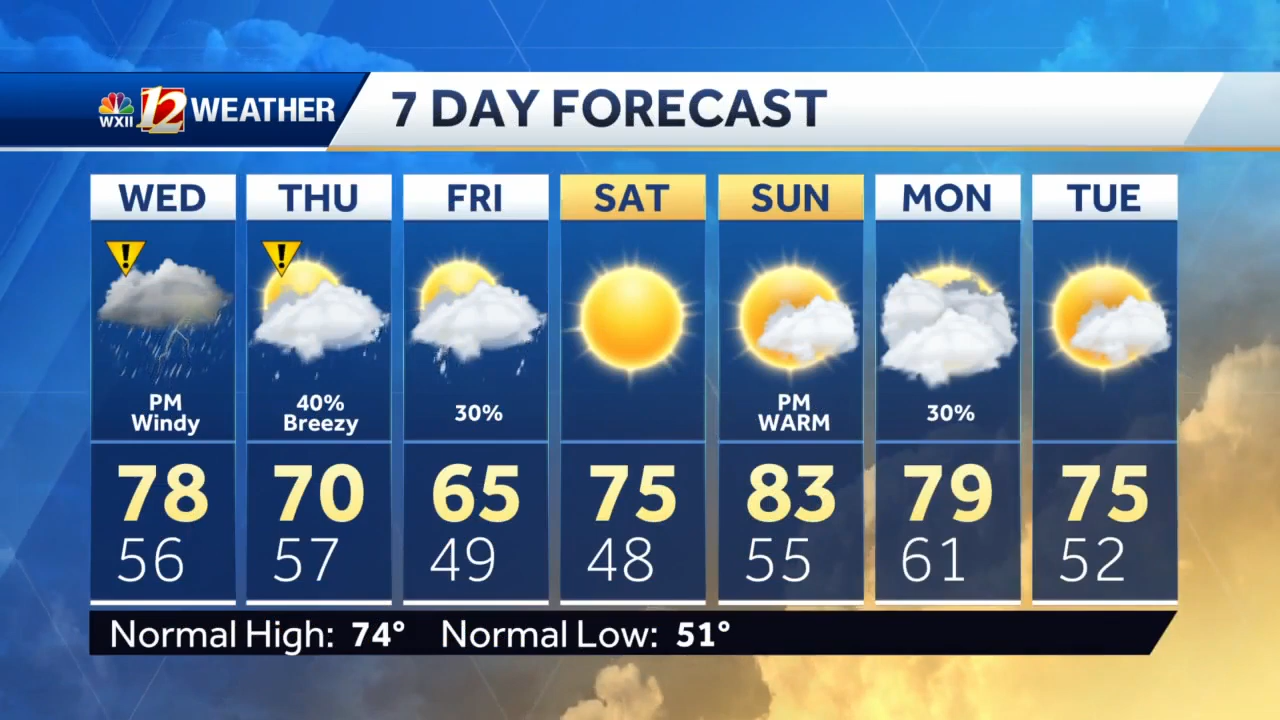 WXII 12 WEATHER
7 DAY FORECAST
WED THU FRI SAT SUN MON TUE
! !
PM 40% 30% PM 30%
Windy Breezy WARM
78 70 65 75 83 79 75
56 57 49 48 55 61 52
Normal High: 74° Normal Low: 51°